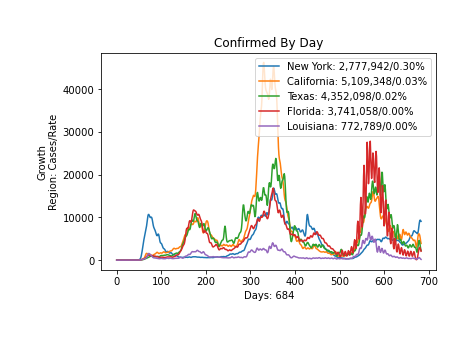 Confirmed By Day
New York: 2,777,942/0.30%
California: 5,109,348/0.03%
Texas: 4,352,098/0.02%
Florida: 3,741,058/0.00%
Louisiana: 772,789/0.00%
Growth
Region: Cases/Rate
40000
30000
20000
10000
0
0 100 200 300 400 500 600 700
Days: 684